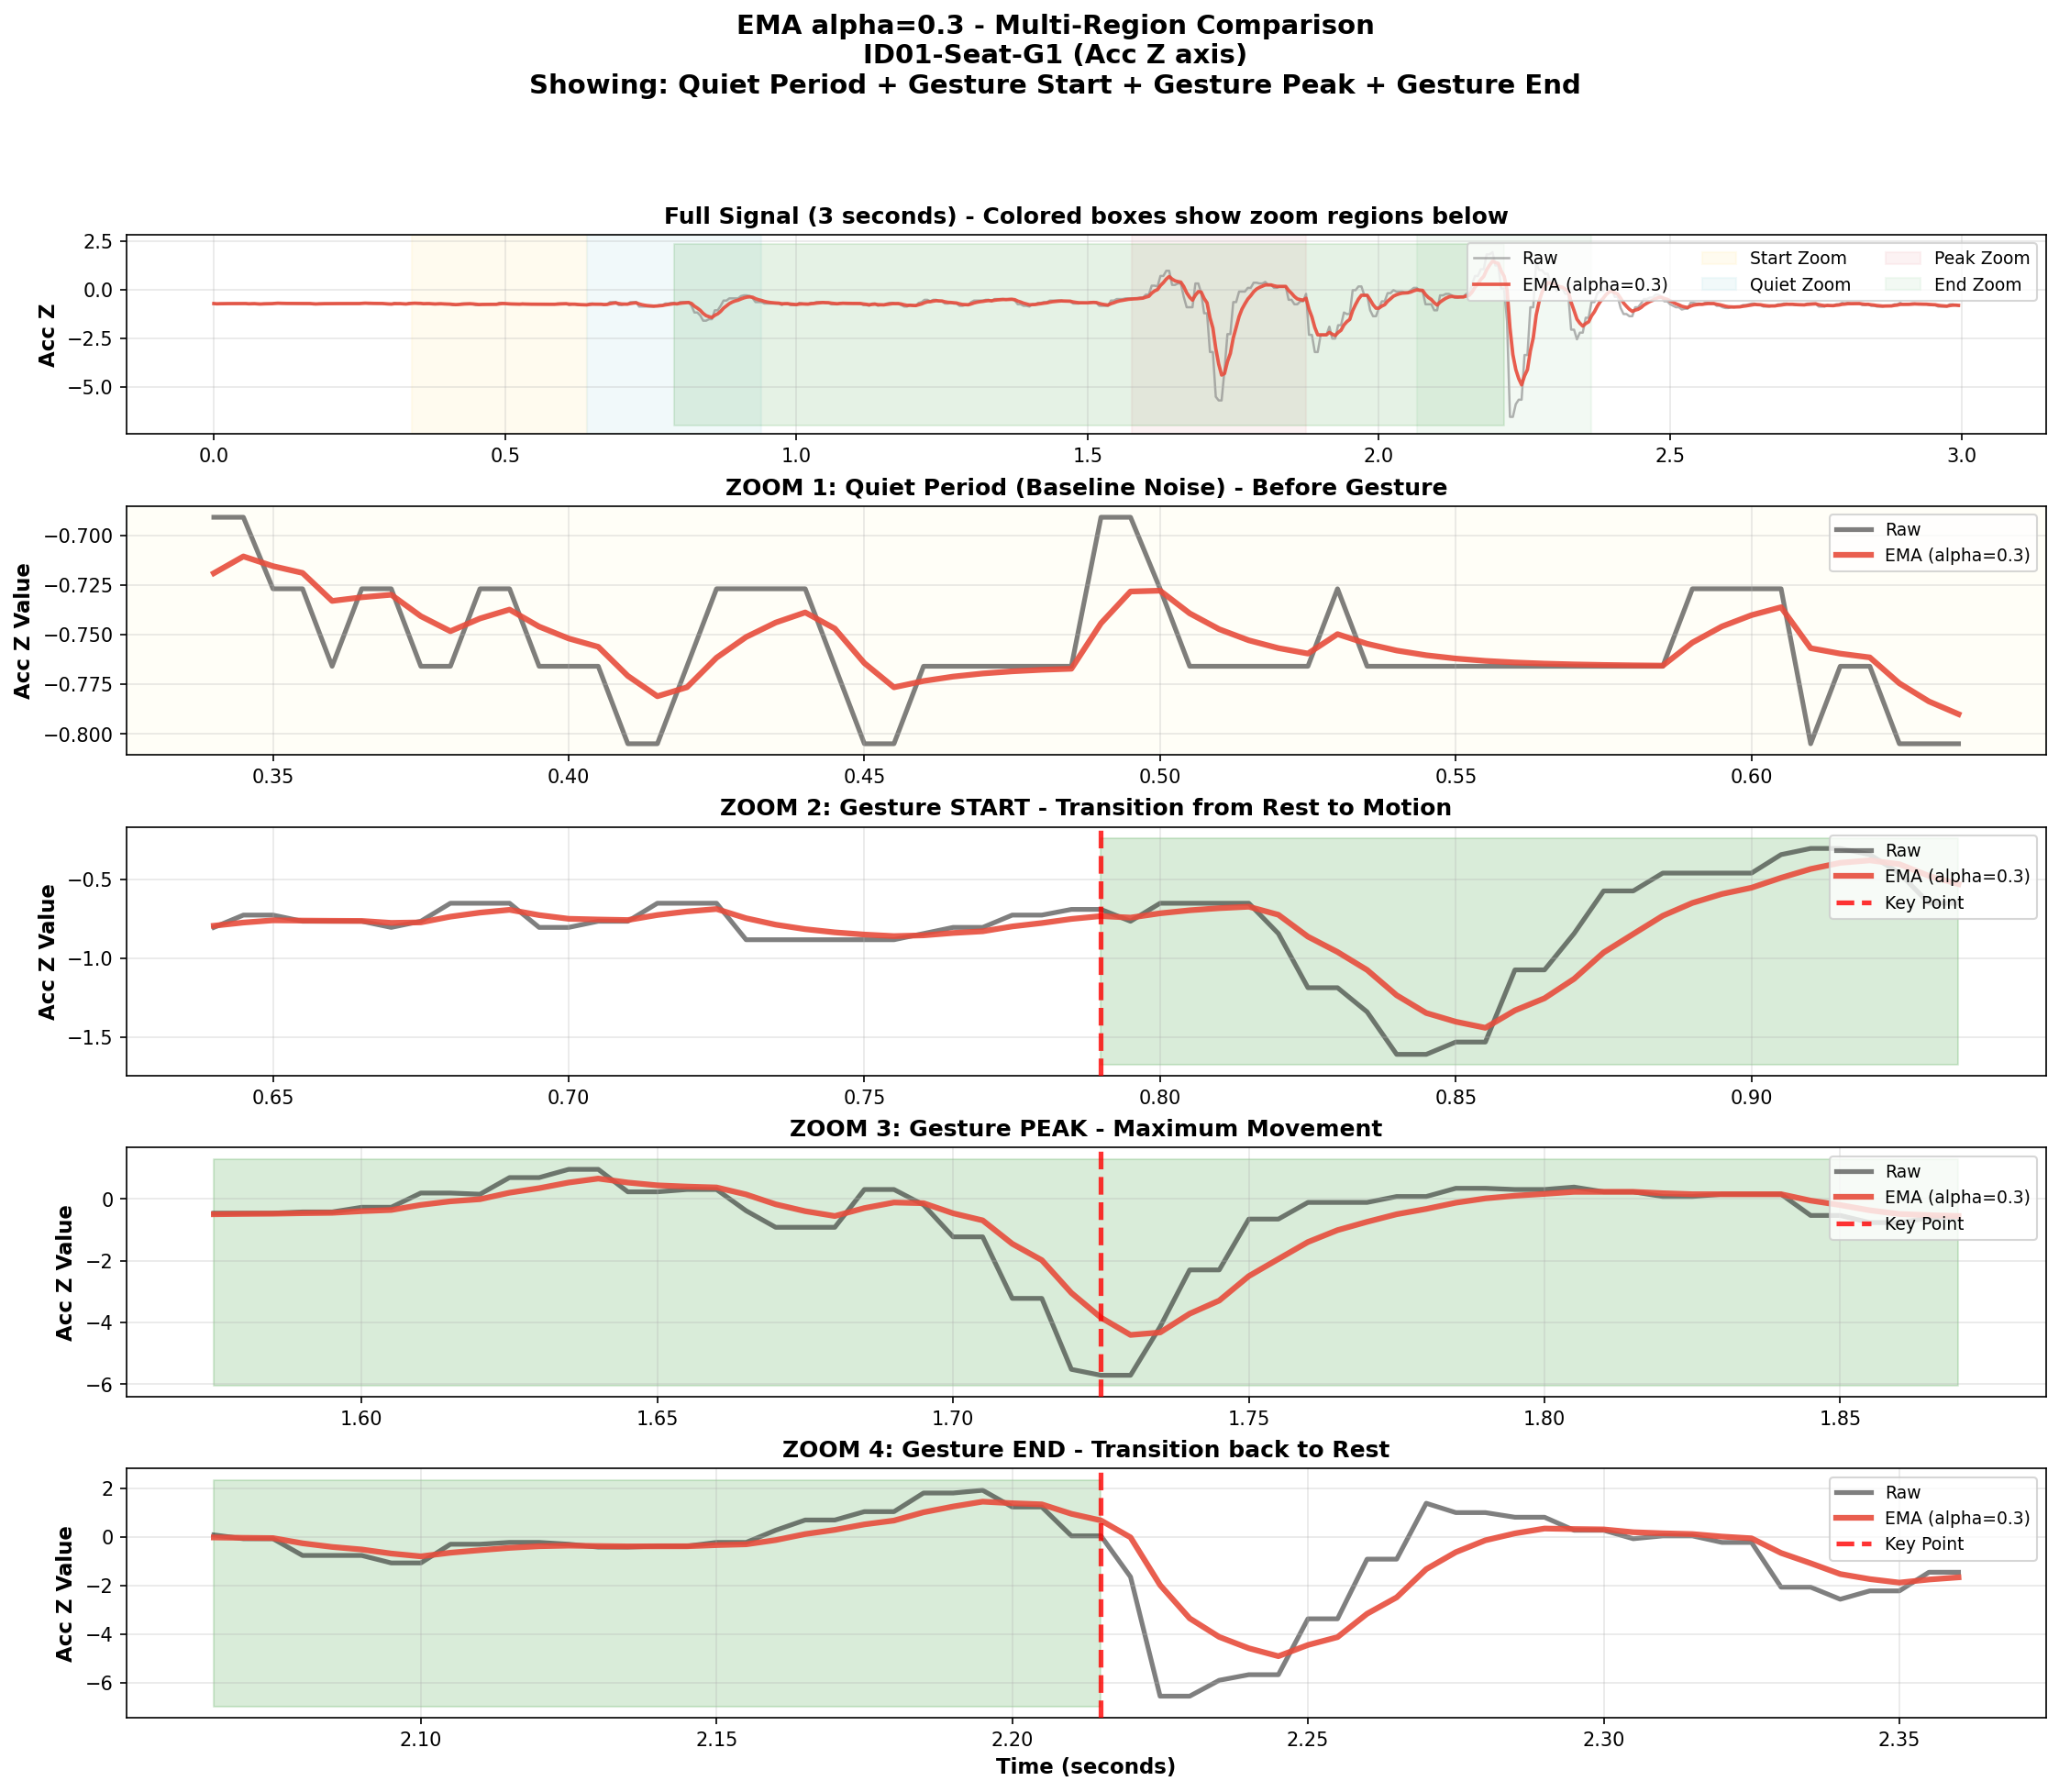 EMA alpha=0.3 - Multi-Region Comparison
ID01-Seat-G1 (Acc Z axis)
Showing: Quiet Period + Gesture Start + Gesture Peak + Gesture End
Full Signal (3 seconds) - Colored boxes show zoom regions below
Acc Z
2.5
0.0
−2.5
−5.0
Raw
EMA (alpha=0.3)
Start Zoom
Quiet Zoom
Peak Zoom
End Zoom
0.0 0.5 1.0 1.5 2.0 2.5 3.0
ZOOM 1: Quiet Period (Baseline Noise) - Before Gesture
Acc Z Value
−0.700
−0.725
−0.750
−0.775
−0.800
Raw
EMA (alpha=0.3)
0.35 0.40 0.45 0.50 0.55 0.60
ZOOM 2: Gesture START - Transition from Rest to Motion
Acc Z Value
−0.5
−1.0
−1.5
Raw
EMA (alpha=0.3)
Key Point
0.65 0.70 0.75 0.80 0.85 0.90
ZOOM 3: Gesture PEAK - Maximum Movement
Acc Z Value
0
−2
−4
−6
Raw
EMA (alpha=0.3)
Key Point
1.60 1.65 1.70 1.75 1.80 1.85
ZOOM 4: Gesture END - Transition back to Rest
Acc Z Value
2
0
−2
−4
−6
Raw
EMA (alpha=0.3)
Key Point
2.10 2.15 2.20 2.25 2.30 2.35
Time (seconds)